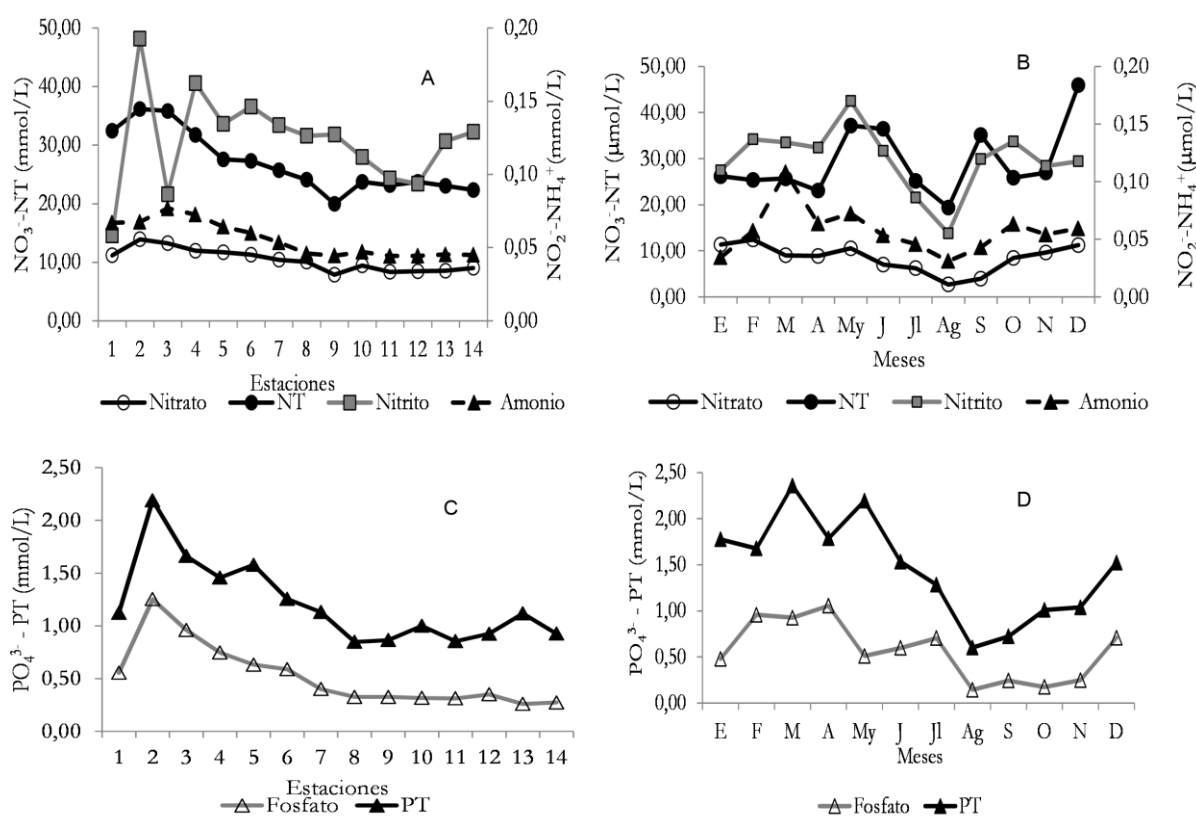 A
NO₃⁻-NT (mmol/L)
50,00
40,00
30,00
20,00
10,00
0,00
0,20
0,15
0,10
0,05
0,00
NO₂⁻-NH₄⁺ (mmol/L)
1 2 3 4 5 6 7 8 9 10 11 12 13 14
Estaciones
Nitrato NT Nitrito Amonio
B
NO₃⁻-NT (µmol/L)
50,00
40,00
30,00
20,00
10,00
0,00
0,20
0,15
0,10
0,05
0,00
NO₂⁻-NH₄⁺ (µmol/L)
E F M A My J Jl Ag S O N D
Meses
Nitrato NT Nitrito Amonio
C
PO₄³⁻ - PT (mmol/L)
2,50
2,00
1,50
1,00
0,50
0,00
1 2 3 4 5 6 7 8 9 10 11 12 13 14
Estaciones
Fosfato PT
D
PO₄³⁻ - PT (mmol/L)
2,50
2,00
1,50
1,00
0,50
0,00
E F M A My J Jl Ag S O N D
Meses
Fosfato PT